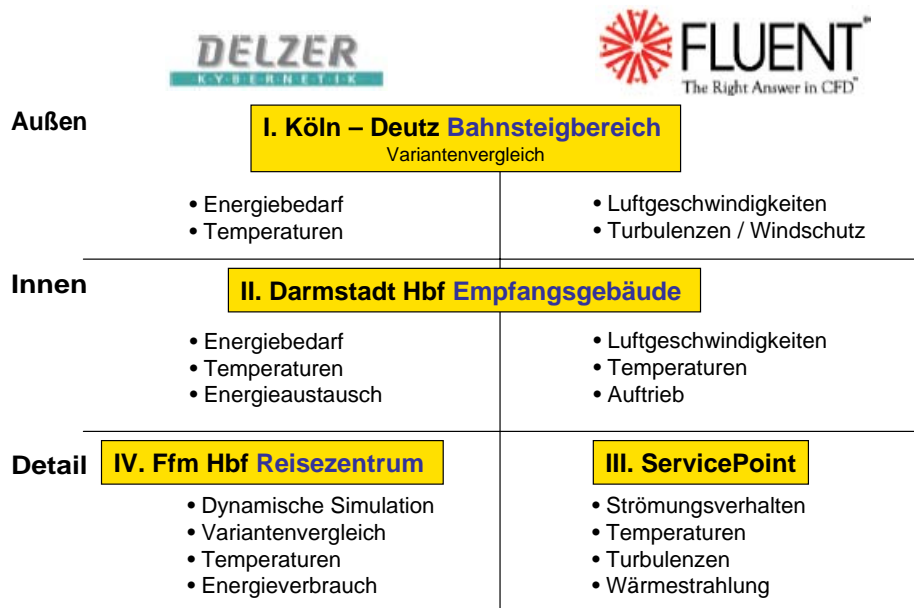 DELZER
KYBERNETIK
FLUENT
The Right Answer in CFD™
Außen
I. Köln – Deutz Bahnsteigbereich
Variantenvergleich
• Energiebedarf
• Temperaturen
• Luftgeschwindigkeiten
• Turbulenzen / Windschutz
Innen
II. Darmstadt Hbf Empfangsgebäude
• Energiebedarf
• Temperaturen
• Energieaustausch
• Luftgeschwindigkeiten
• Temperaturen
• Auftrieb
Detail
IV. Ffm Hbf Reisezentrum
• Dynamische Simulation
• Variantenvergleich
• Temperaturen
• Energieverbrauch
III. ServicePoint
• Strömungsverhalten
• Temperaturen
• Turbulenzen
• Wärmestrahlung